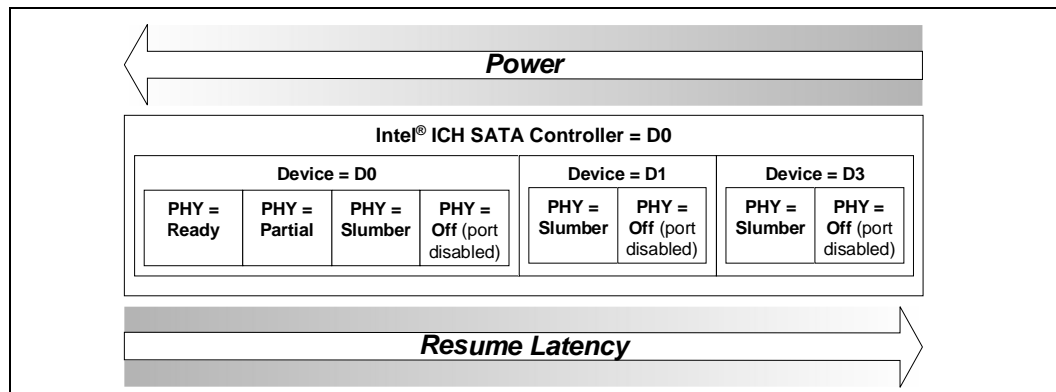 Power
Intel® ICH SATA Controller = D0
Device = D0
PHY =
Ready
PHY =
Partial
PHY =
Slumber
PHY =
Off (port
disabled)
Device = D1
PHY =
Slumber
PHY =
Off (port
disabled)
Device = D3
PHY =
Slumber
PHY =
Off (port
disabled)
Resume Latency